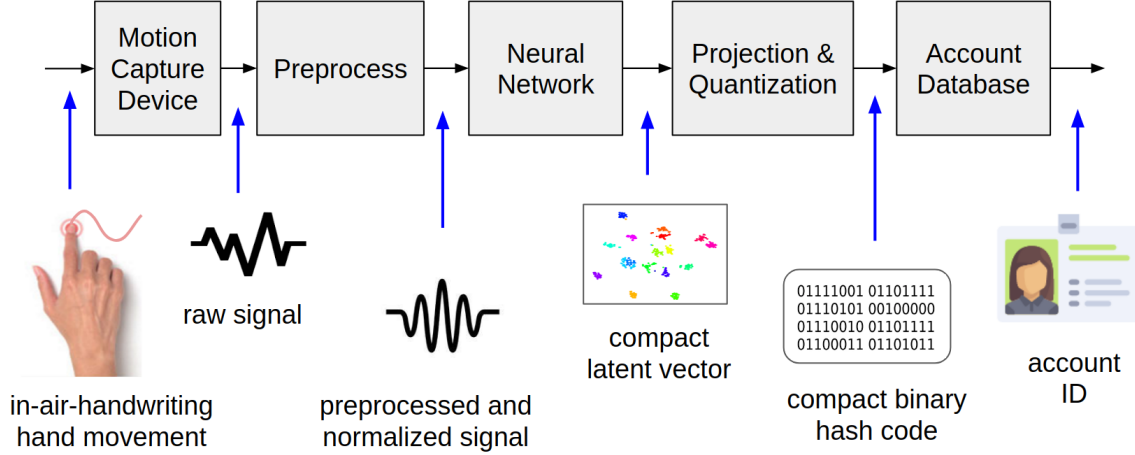 Motion
Capture
Device
Preprocess
Neural
Network
Projection &
Quantization
Account
Database
in-air-handwriting
hand movement
raw signal
preprocessed and
normalized signal
compact
latent vector
01111001 01101111
01110101 00100000
01110010 01101111
01100011 01101011
compact binary
hash code
account
ID